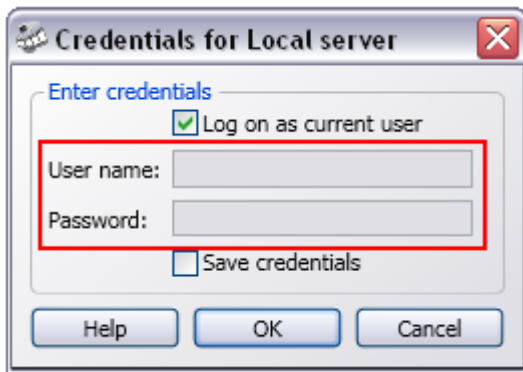 Credentials for Local server
Enter credentials
Log on as current user
User name:
Password:
Save credentials
Help OK Cancel